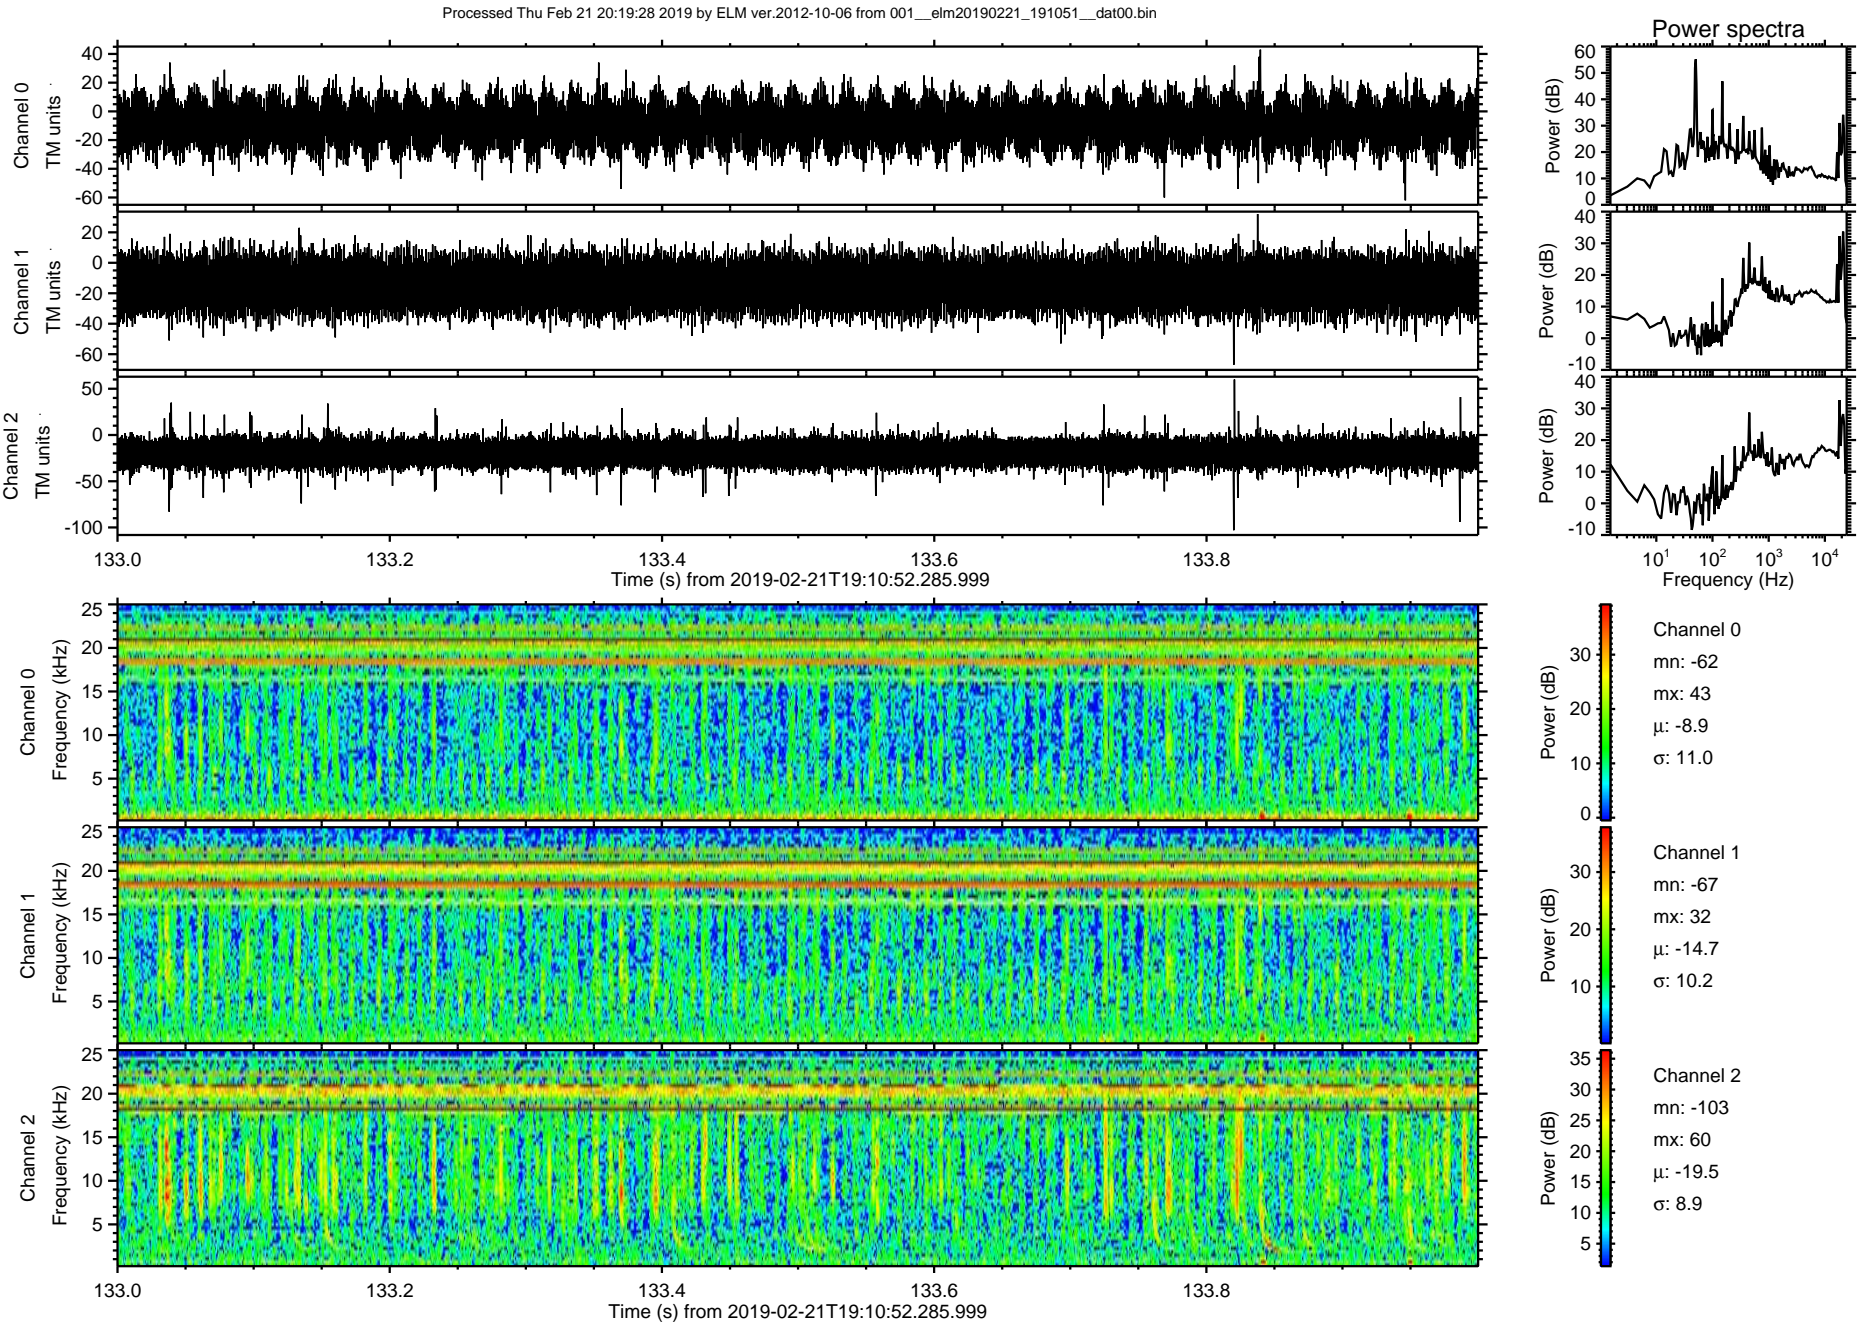 Processed Thu Feb 21 20:19:28 2019 by ELM ver.2012-10-06 from 001__elm20190221_191051__dat00.bin
Power spectra
Channel 0
TM units
40
20
0
-20
-40
-60
Power (dB)
60
50
40
30
20
10
0
Channel 1
TM units
20
0
-20
-40
-60
Power (dB)
40
30
20
10
0
-10
Channel 2
TM units
50
0
-50
-100
Power (dB)
40
30
20
10
0
-10
133.0 133.2 133.4 133.6 133.8
Time (s) from 2019-02-21T19:10:52.285.999
10¹ 10² 10³ 10⁴
Frequency (Hz)
Channel 0
Frequency (kHz)
25
20
15
10
5
Power (dB)
30
20
10
0
Channel 0
mn: -62
mx: 43
μ: -8.9
σ: 11.0
Channel 1
Frequency (kHz)
25
20
15
10
5
Power (dB)
30
20
10
Channel 1
mn: -67
mx: 32
μ: -14.7
σ: 10.2
Channel 2
Frequency (kHz)
25
20
15
10
5
Power (dB)
35
30
25
20
15
10
5
Channel 2
mn: -103
mx: 60
μ: -19.5
σ: 8.9
133.0 133.2 133.4 133.6 133.8
Time (s) from 2019-02-21T19:10:52.285.999